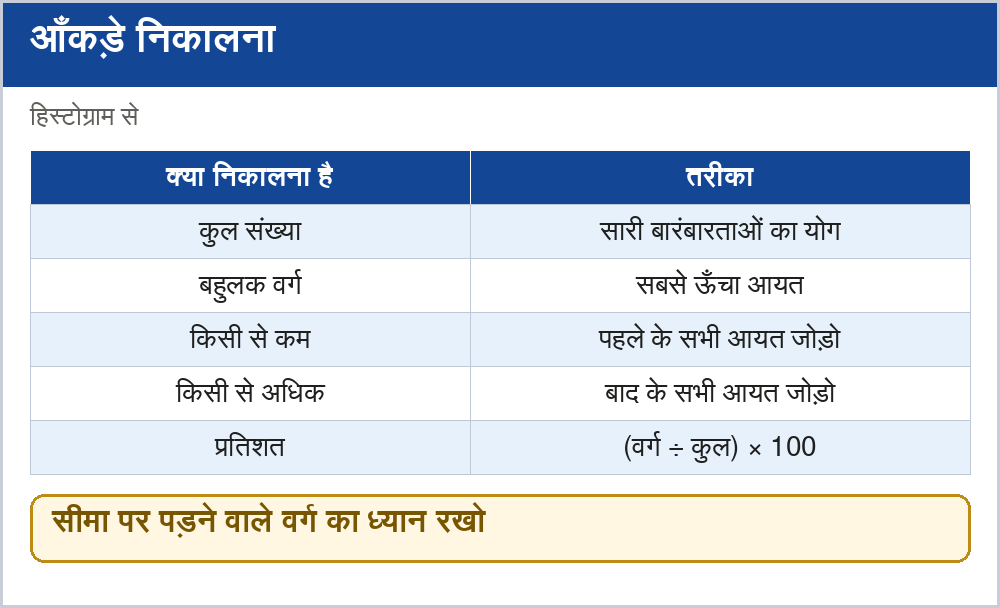 आँकड़े निकालना
हिस्टोग्राम से
क्या निकालना है तरीका
कुल संख्या सारी बारंबारताओं का योग
बहुलक वर्ग सबसे ऊँचा आयत
किसी से कम पहले के सभी आयत जोड़ो
किसी से अधिक बाद के सभी आयत जोड़ो
प्रतिशत (वर्ग ÷ कुल) × 100
सीमा पर पड़ने वाले वर्ग का ध्यान रखो